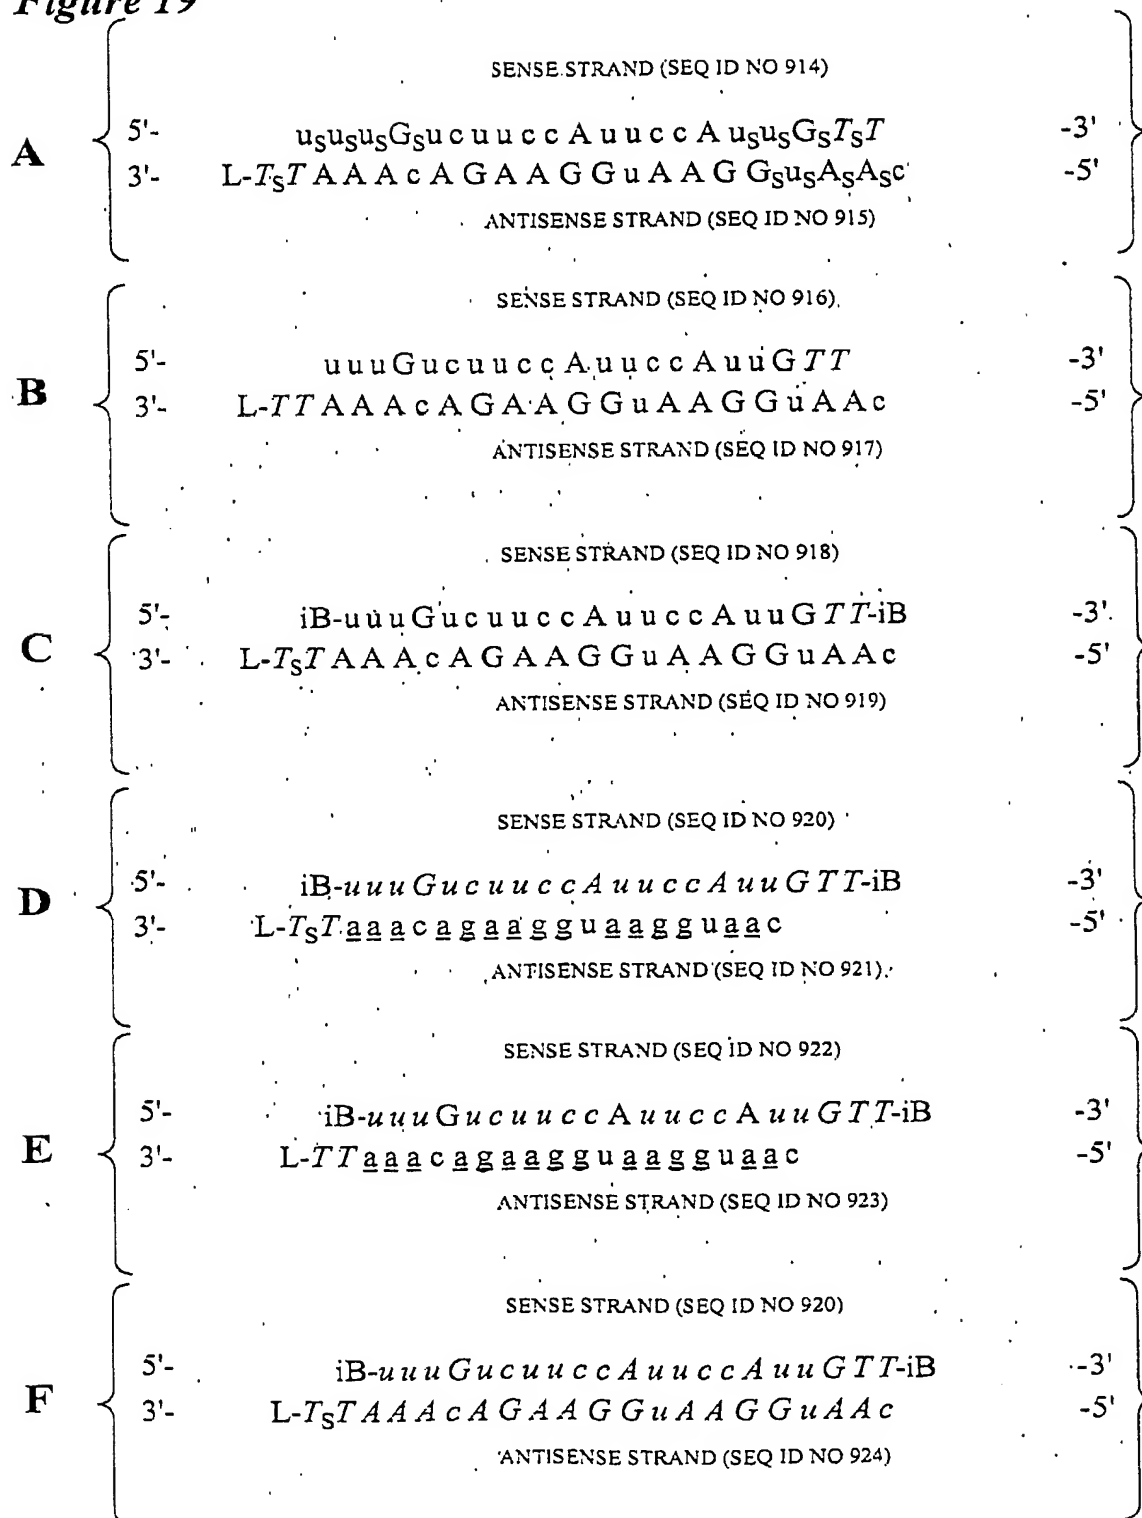 Figure 19
SENSE STRAND (SEQ ID NO 914)
A
5'- usususGsucuuccAuuccAususGsTsT -3'
3'- L-TsTAAAcAGAAGGuAAGGGsusAsAsc -5'
ANTISENSE STRAND (SEQ ID NO 915)
SENSE STRAND (SEQ ID NO 916)
B
5'- uuuGucuuccAuuccAuuGTT -3'
3'- L-TTAAAcAGAAGGuAAGGuAAc -5'
ANTISENSE STRAND (SEQ ID NO 917)
SENSE STRAND (SEQ ID NO 918)
C
5'- iB-uuuGucuuccAuuccAuuGTT-iB -3'
3'- L-TsTAAAcAGAAGGuAAGGuAAc -5'
ANTISENSE STRAND (SEQ ID NO 919)
SENSE STRAND (SEQ ID NO 920)
D
5'- iB-uuuGucuuccAuuccAuuGTT-iB -3'
3'- L-TsTaaacagaagguaagguaac -5'
ANTISENSE STRAND (SEQ ID NO 921)
SENSE STRAND (SEQ ID NO 922)
E
5'- iB-uuuGucuuccAuuccAuuGTT-iB -3'
3'- L-TTaaacagaagguaagguaac -5'
ANTISENSE STRAND (SEQ ID NO 923)
SENSE STRAND (SEQ ID NO 920)
F
5'- iB-uuuGucuuccAuuccAuuGTT-iB -3'
3'- L-TsTAAAcAGAAGGuAAGGuAAc -5'
ANTISENSE STRAND (SEQ ID NO 924)